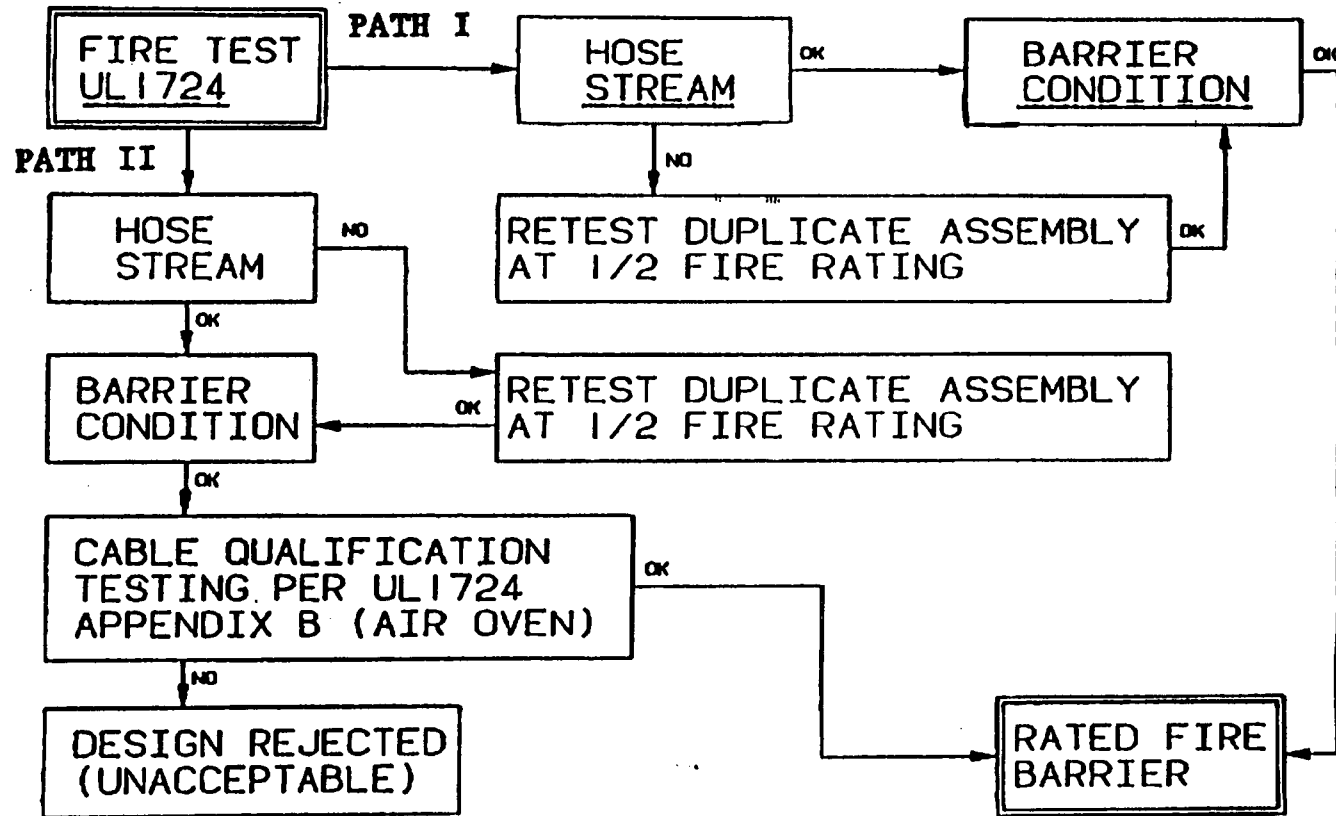 PATH I
FIRE TEST
UL1724
HOSE
STREAM
OK
BARRIER
CONDITION
OK
PATH II
NO
HOSE
STREAM
NO
RETEST DUPLICATE ASSEMBLY
AT 1/2 FIRE RATING
OK
OK
BARRIER
CONDITION
OK
RETEST DUPLICATE ASSEMBLY
AT 1/2 FIRE RATING
OK
CABLE QUALIFICATION
TESTING PER UL1724
APPENDIX B (AIR OVEN)
OK
NO
DESIGN REJECTED
(UNACCEPTABLE)
RATED FIRE
BARRIER